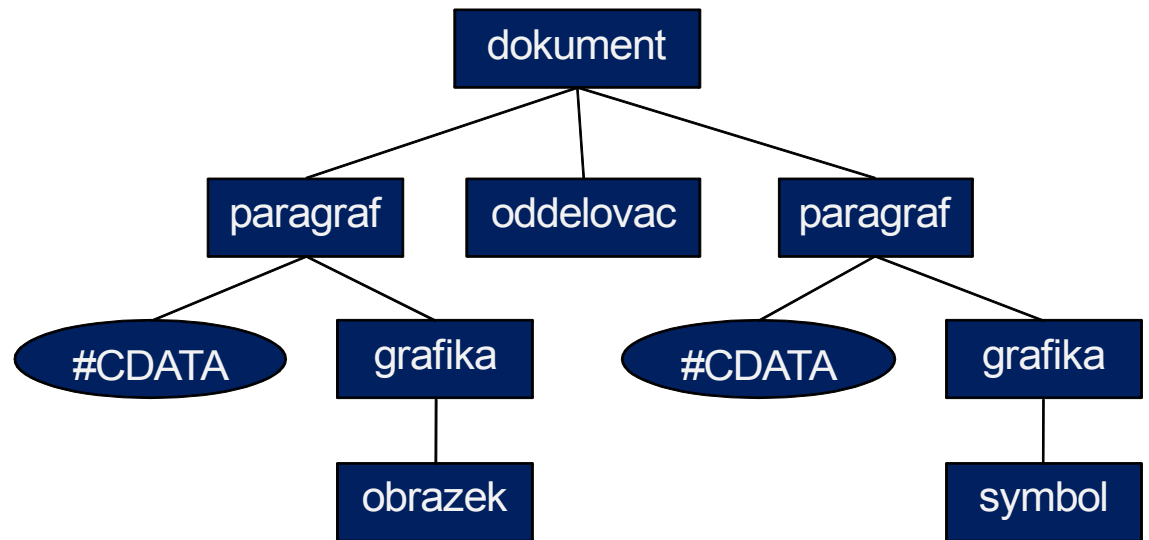 dokument
paragraf
oddelovac
paragraf
#CDATA
grafika
#CDATA
grafika
obrazek
symbol